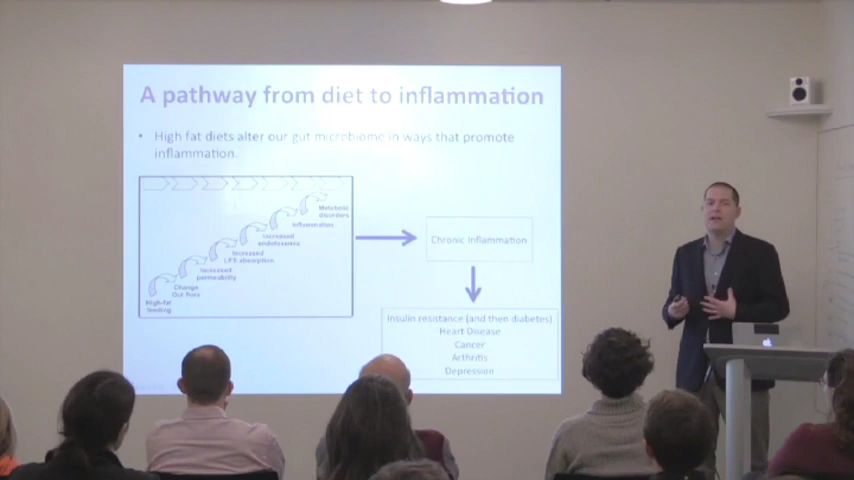 A pathway from diet to inflammation
• High fat diets alter our gut microbiome in ways that promote
inflammation.
Metabolic
disorders
Inflammation
Increased
endotoxemia
Increased
LPS absorption
Increased
permeability
Change
Gut flora
High-fat
feeding
Chronic Inflammation
Insulin resistance (and then diabetes)
Heart Disease
Cancer
Arthritis
Depression